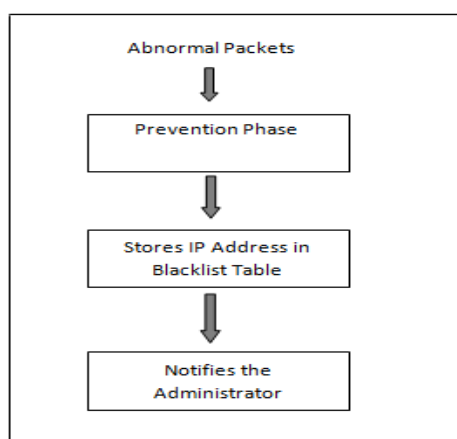 Abnormal Packets
Prevention Phase
Stores IP Address in
Blacklist Table
Notifies the
Administrator